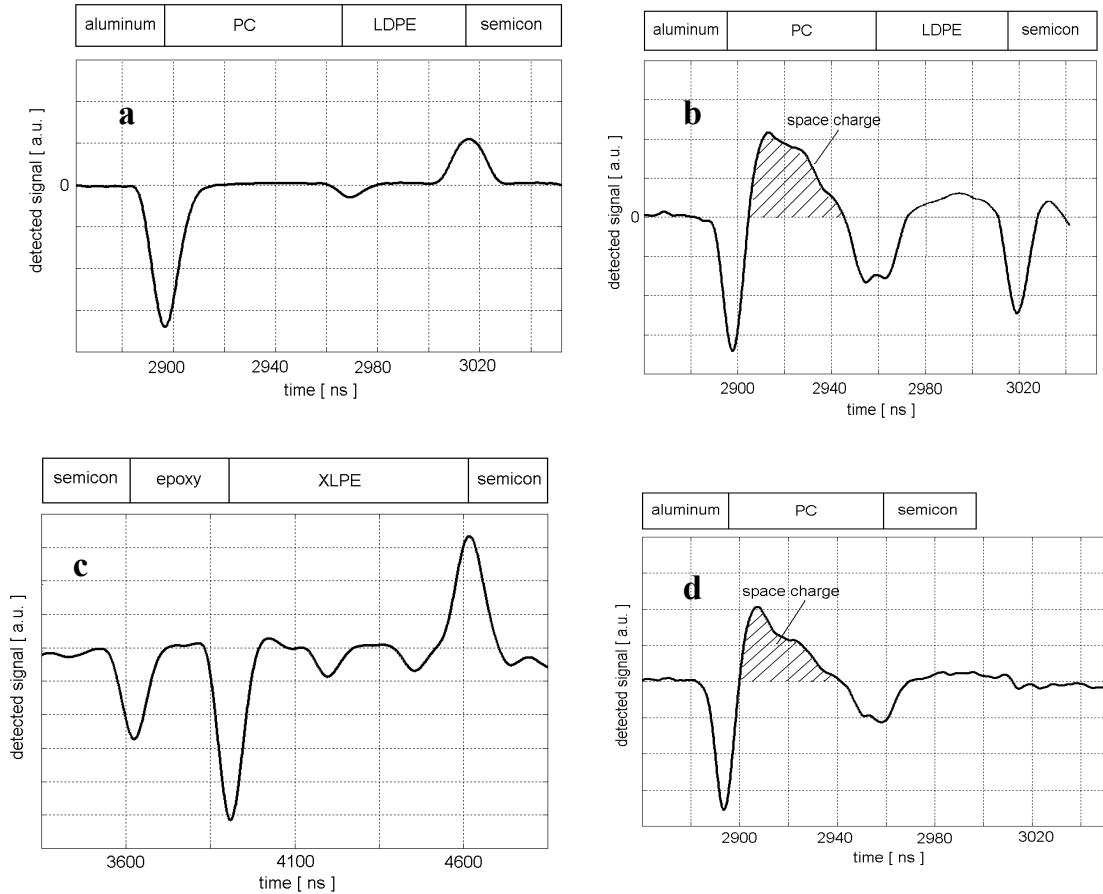 aluminum PC LDPE semicon
a
detected signal [ a.u. ]
0
2900 2940 2980 3020
time [ ns ]
aluminum PC LDPE semicon
b
space charge
detected signal [ a.u. ]
0
2900 2940 2980 3020
time [ ns ]
semicon epoxy XLPE semicon
c
detected signal [ a.u. ]
3600 4100 4600
time [ ns ]
aluminum PC semicon
d
space charge
detected signal [ a.u. ]
2900 2940 2980 3020
time [ ns ]